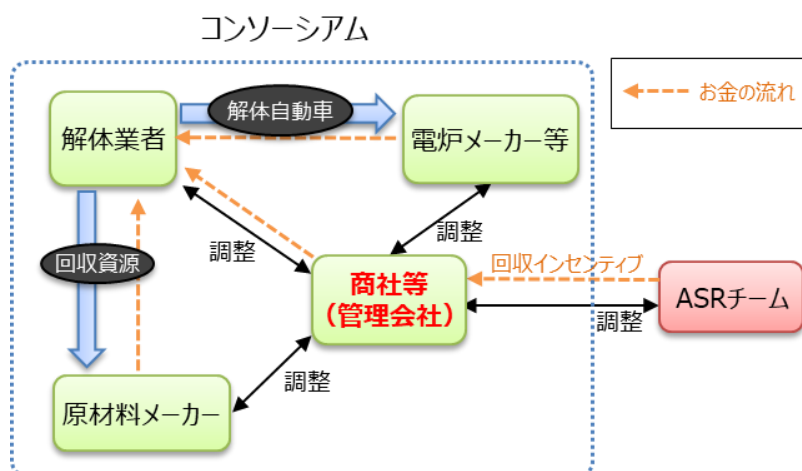 コンソーシアム
お金の流れ
解体業者
解体自動車
電炉メーカー等
調整
調整
回収資源
商社等
（管理会社）
回収インセンティブ
ASRチーム
調整
調整
原材料メーカー